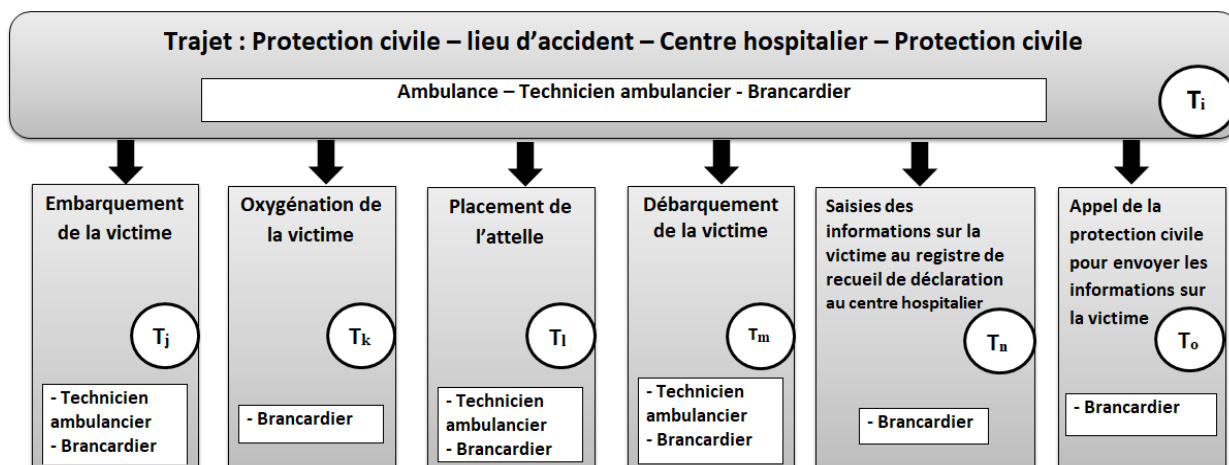 Trajet : Protection civile – lieu d’accident – Centre hospitalier – Protection civile
Ambulance – Technicien ambulancier - Brancardier
Ti
Embarquement
de la victime
Tj
- Technicien
ambulancier
- Brancardier
Oxygénation de
la victime
Tk
- Brancardier
Placement de
l’attelle
Tl
- Technicien
ambulancier
- Brancardier
Débarquement
de la victime
Tm
- Technicien
ambulancier
- Brancardier
Saisies des
informations sur la
victime au registre de
recueil de déclaration
au centre hospitalier
Tn
- Brancardier
Appel de la
protection civile
pour envoyer les
informations sur
la victime
To
- Brancardier